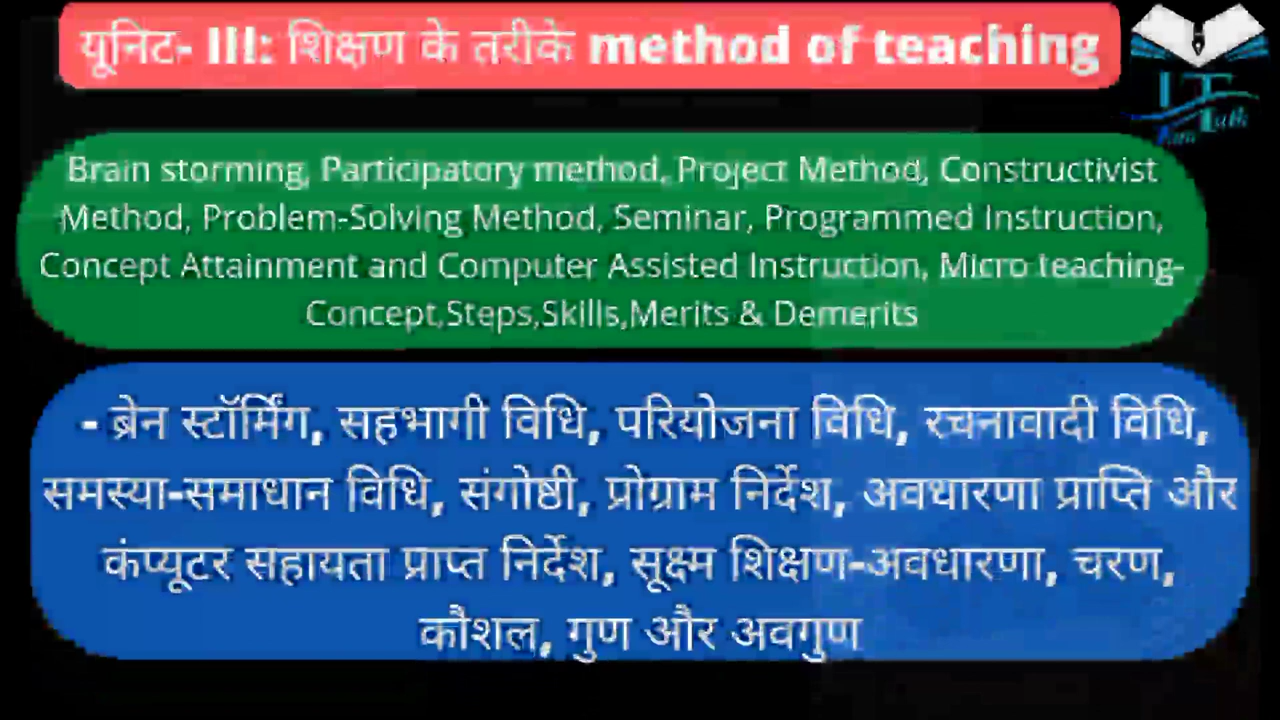 यूनिट- III: शिक्षण के तरीके method of teaching
Brain storming, Participatory method, Project Method, Constructivist
Method, Problem-Solving Method, Seminar, Programmed Instruction,
Concept Attainment and Computer Assisted Instruction, Micro teaching-
Concept,Steps,Skills,Merits & Demerits
- ब्रेन स्टॉर्मिंग, सहभागी विधि, परियोजना विधि, रचनावादी विधि,
समस्या-समाधान विधि, संगोष्ठी, प्रोग्राम निर्देश, अवधारणा प्राप्ति और
कंप्यूटर सहायता प्राप्त निर्देश, सूक्ष्म शिक्षण-अवधारणा, चरण,
कौशल, गुण और अवगुण